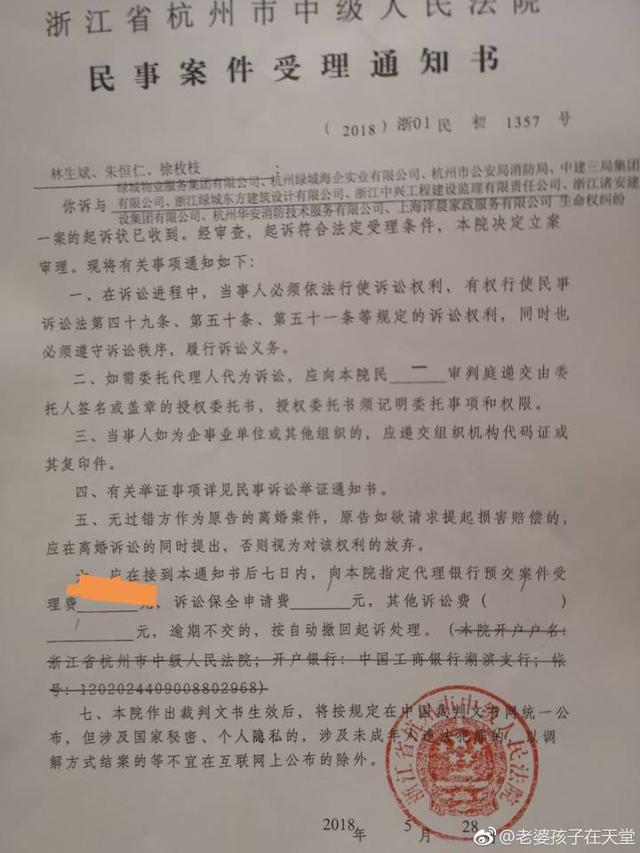 浙江省杭州市中级人民法院
民事案件受理通知书
（2018）浙01民 初 1357 号
林生斌、朱恒仁、徐枚枝 ：
绿城物业服务集团有限公司、杭州绿城海企实业有限公司、杭州市公安局消防局、中建三局集团
你诉与有限公司、浙江绿城东方建筑设计有限公司、浙江中兴工程建设监理有限责任公司、浙江诸安建
设集团有限公司、杭州华安消防技术服务有限公司、上海洋晨家政服务有限公司 生命权纠纷
一案的起诉状已收到。经审查，起诉符合法定受理条件，本院决定立案
审理。现将有关事项通知如下：
一、在诉讼进程中，当事人必须依法行使诉讼权利，有权行使民事
诉讼法第四十九条、第五十条、第五十一条等规定的诉讼权利，同时也
必须遵守诉讼秩序，履行诉讼义务。
二、如需委托代理人代为诉讼，应向本院民 一 审判庭递交由委
托人签名或盖章的授权委托书，授权委托书须记明委托事项和权限。
三、当事人如为企事业单位或其他组织的，应递交组织机构代码证或
其复印件。
四、有关举证事项详见民事诉讼举证通知书。
五、无过错方作为原告的离婚案件，原告如欲请求提起损害赔偿的，
应在离婚诉讼的同时提出，否则视为对该权利的放弃。
六、应在接到本通知书后七日内，向本院指定代理银行预交案件受
理费____元，诉讼保全申请费__/__元，其他诉讼费（ / ）
__/__元，逾期不交的，按自动撤回起诉处理。（本院开户户名：
浙江省杭州市中级人民法院；开户银行：中国工商银行湖滨支行；帐
号：1202024409008802968）
七、本院作出裁判文书生效后，将按规定在中国裁判文书网统一公
布，但涉及国家秘密、个人隐私的，涉及未成年人违法犯罪的，以调
解方式结案的等不宜在互联网上公布的除外。
浙江省杭州市中级人民法院
2018年 5月 28日
@老婆孩子在天堂